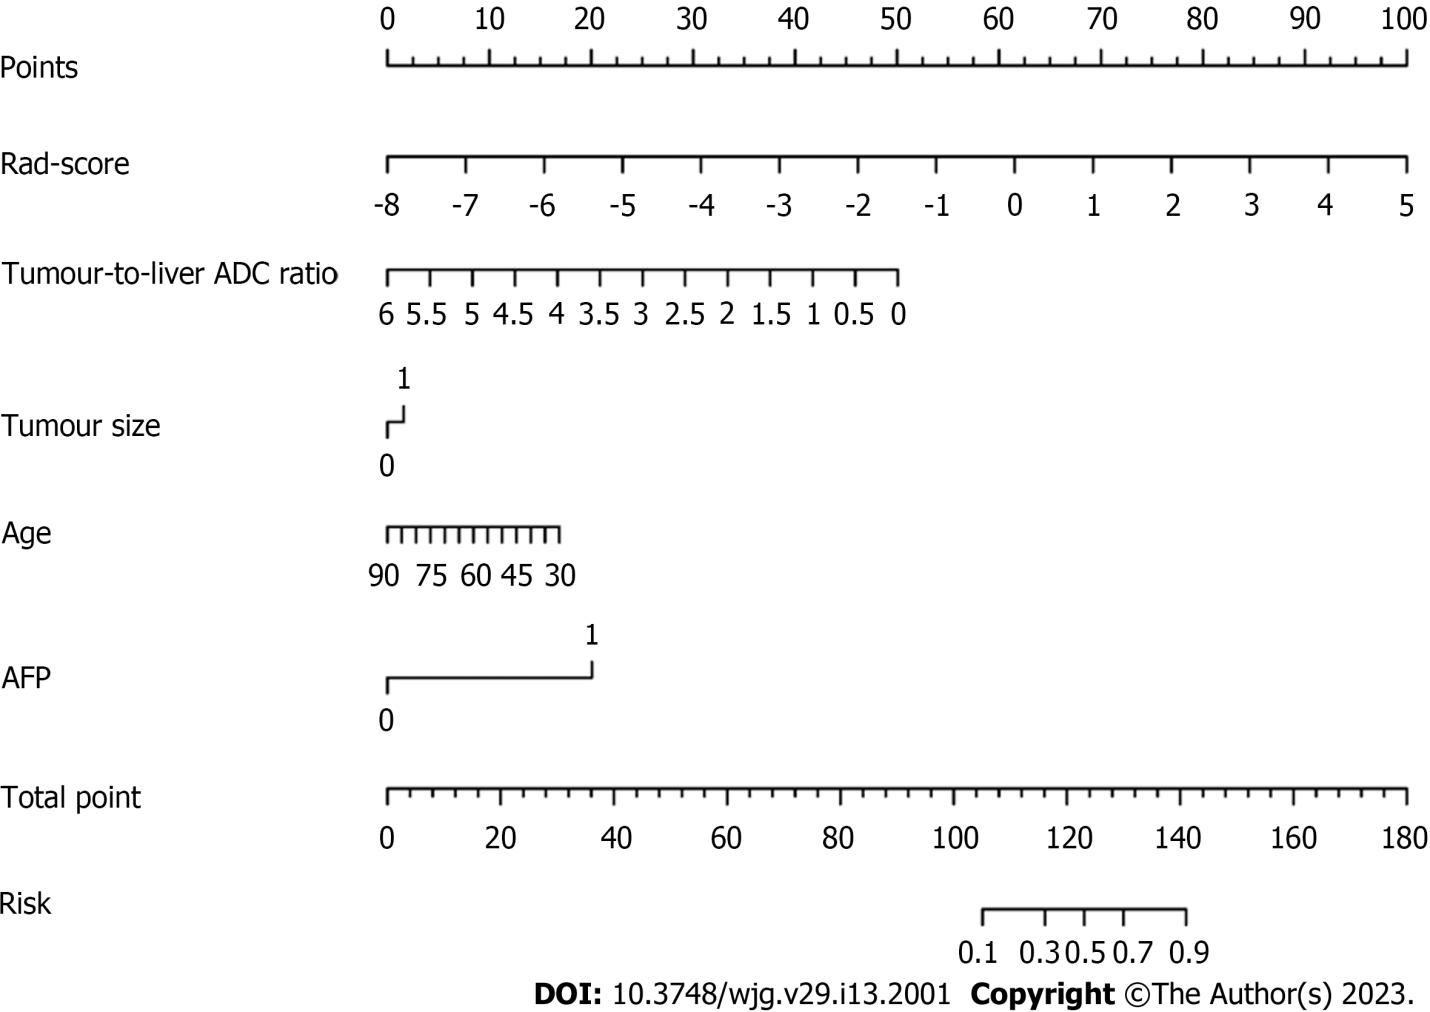 0 10 20 30 40 50 60 70 80 90 100
Points
Rad-score
-8 -7 -6 -5 -4 -3 -2 -1 0 1 2 3 4 5
Tumour-to-liver ADC ratio
6 5.5 5 4.5 4 3.5 3 2.5 2 1.5 1 0.5 0
1
Tumour size
0
Age
90 75 60 45 30
1
AFP
0
Total point
0 20 40 60 80 100 120 140 160 180
Risk
0.1 0.3 0.5 0.7 0.9
DOI: 10.3748/wjg.v29.i13.2001 Copyright ©The Author(s) 2023.